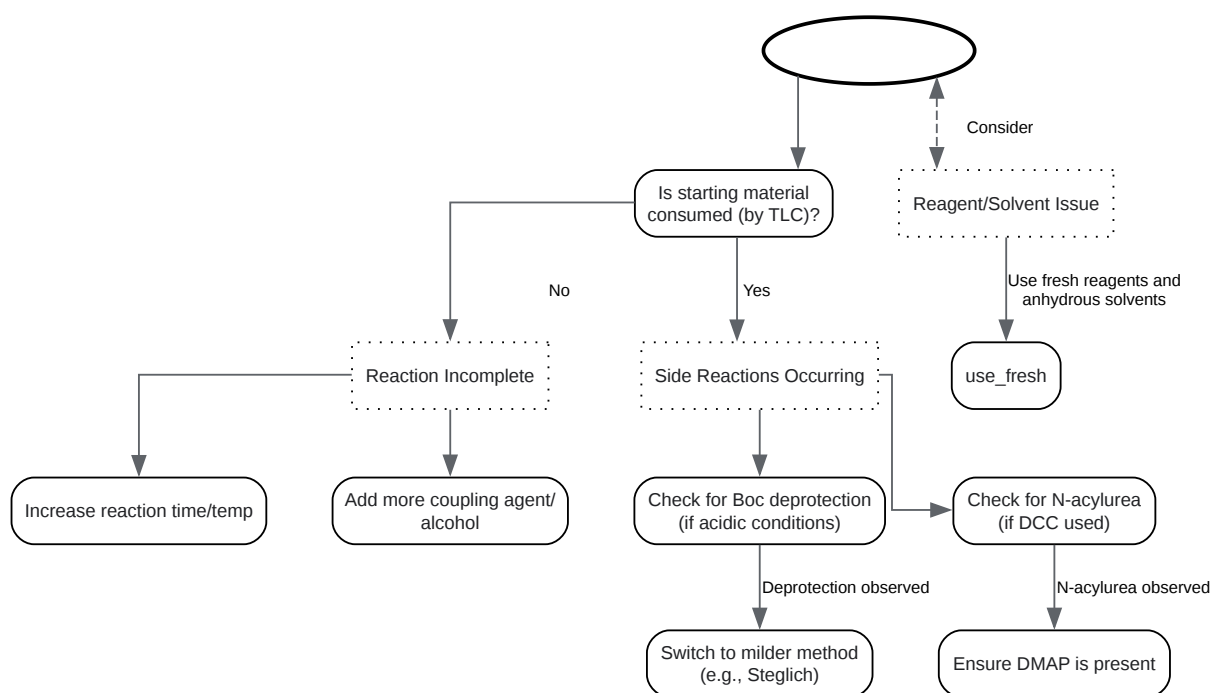 Consider
Is starting material
consumed (by TLC)?
Reagent/Solvent Issue
No
Yes
Use fresh reagents and
anhydrous solvents
Reaction Incomplete
Side Reactions Occurring
use_fresh
Increase reaction time/temp
Add more coupling agent/
alcohol
Check for Boc deprotection
(if acidic conditions)
Check for N-acylurea
(if DCC used)
Deprotection observed
N-acylurea observed
Switch to milder method
(e.g., Steglich)
Ensure DMAP is present